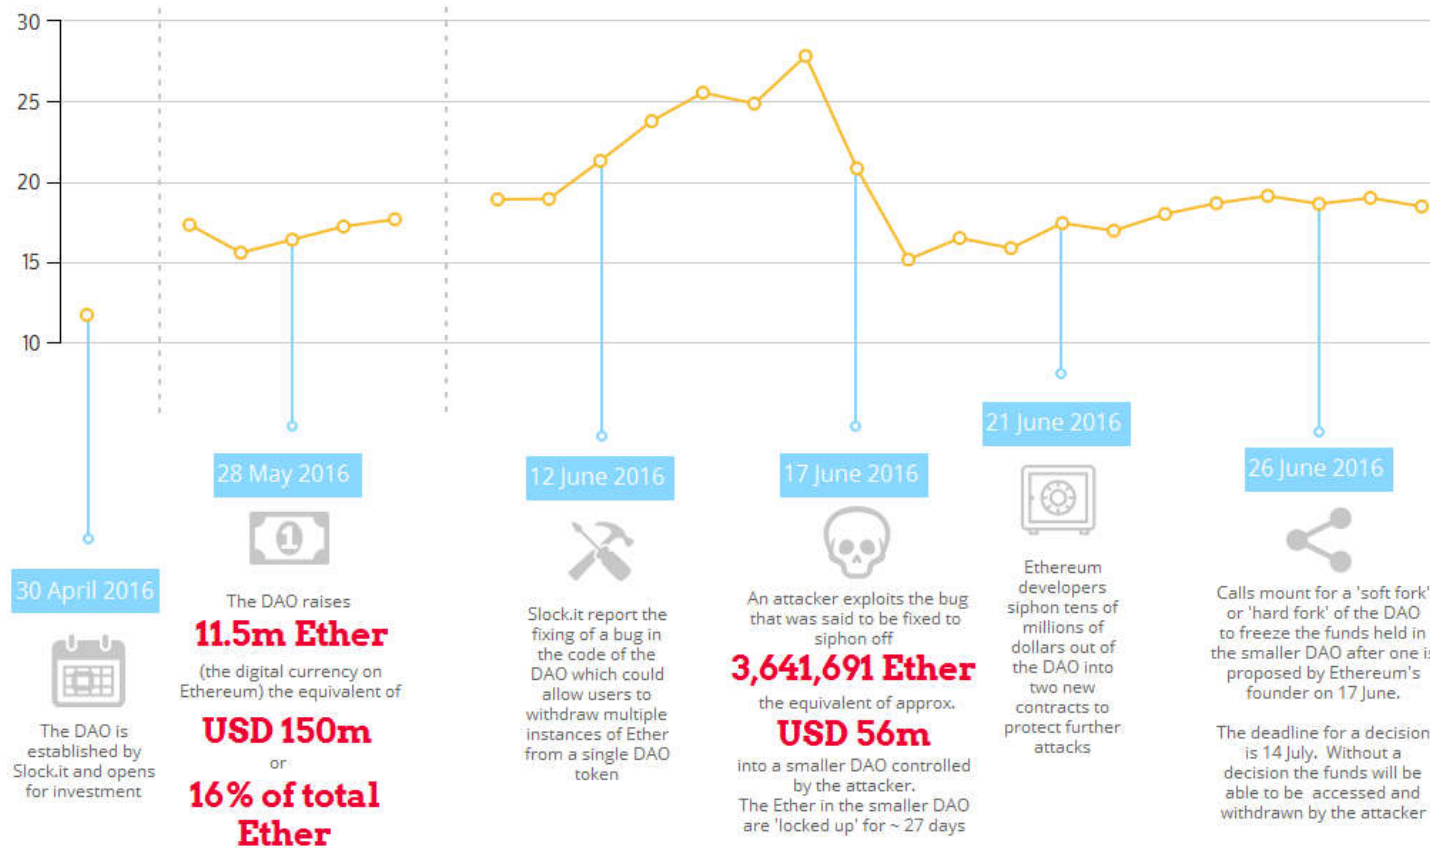 30
25
20
15
10
30 April 2016
The DAO is
established by
Slock.it and opens
for investment
28 May 2016
1
The DAO raises
11.5m Ether
(the digital currency on
Ethereum) the equivalent of
USD 150m
or
16% of total
Ether
12 June 2016
Slock.it report the
fixing of a bug in
the code of the
DAO which could
allow users to
withdraw multiple
instances of Ether
from a single DAO
token
17 June 2016
An attacker exploits the bug
that was said to be fixed to
siphon off
3,641,691 Ether
the equivalent of approx.
USD 56m
into a smaller DAO controlled
by the attacker.
The Ether in the smaller DAO
are 'locked up' for ~ 27 days
21 June 2016
Ethereum
developers
siphon tens of
millions of
dollars out of
the DAO into
two new
contracts to
protect further
attacks
26 June 2016
Calls mount for a 'soft fork'
or 'hard fork' of the DAO
to freeze the funds held in
the smaller DAO after one is
proposed by Ethereum's
founder on 17 June.
The deadline for a decision
is 14 July. Without a
decision the funds will be
able to be accessed and
withdrawn by the attacker